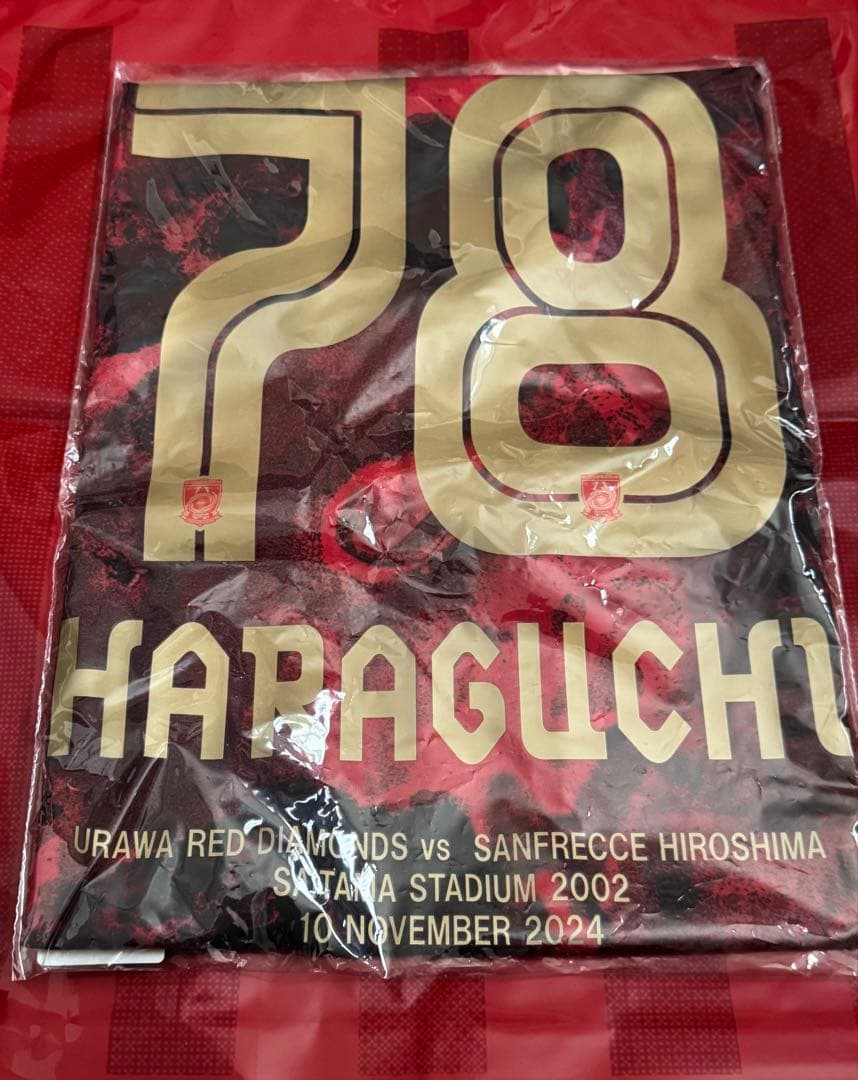 78
HARAGUCHI
URAWA RED DIAMONDS vs SANFRECCE HIROSHIMA
SAITAMA STADIUM 2002
10 NOVEMBER 2024